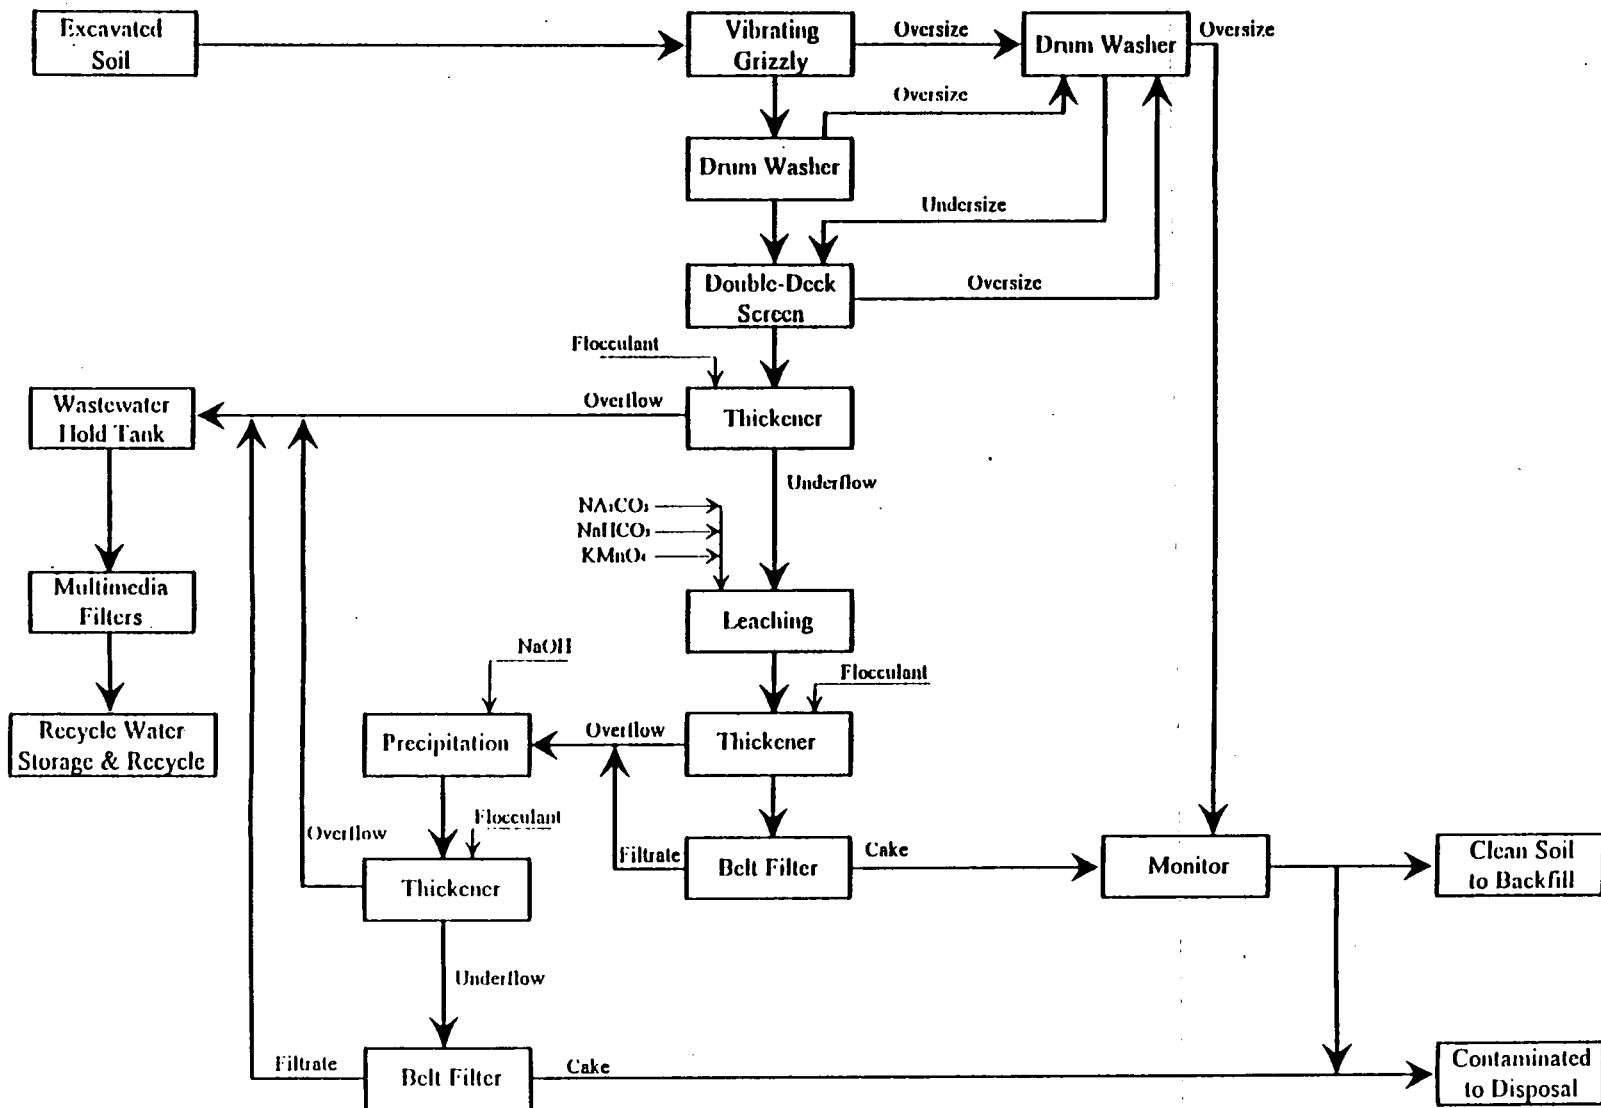 Excavated
Soil
Vibrating
Grizzly
Oversize
Drum Washer
Oversize
Oversize
Drum Washer
Undersize
Double-Deck
Screen
Oversize
Flocculant
Wastewater
Hold Tank
Overflow
Thickener
Underflow
NA₂CO₃
NaHCO₃
KMnO₄
Multimedia
Filters
Leaching
NaOH
Flocculant
Recycle Water
Storage & Recycle
Precipitation
Overflow
Thickener
Flocculant
Overflow
Thickener
Filtrate
Belt Filter
Cake
Monitor
Clean Soil
to Backfill
Underflow
Filtrate
Belt Filter
Cake
Contaminated
to Disposal